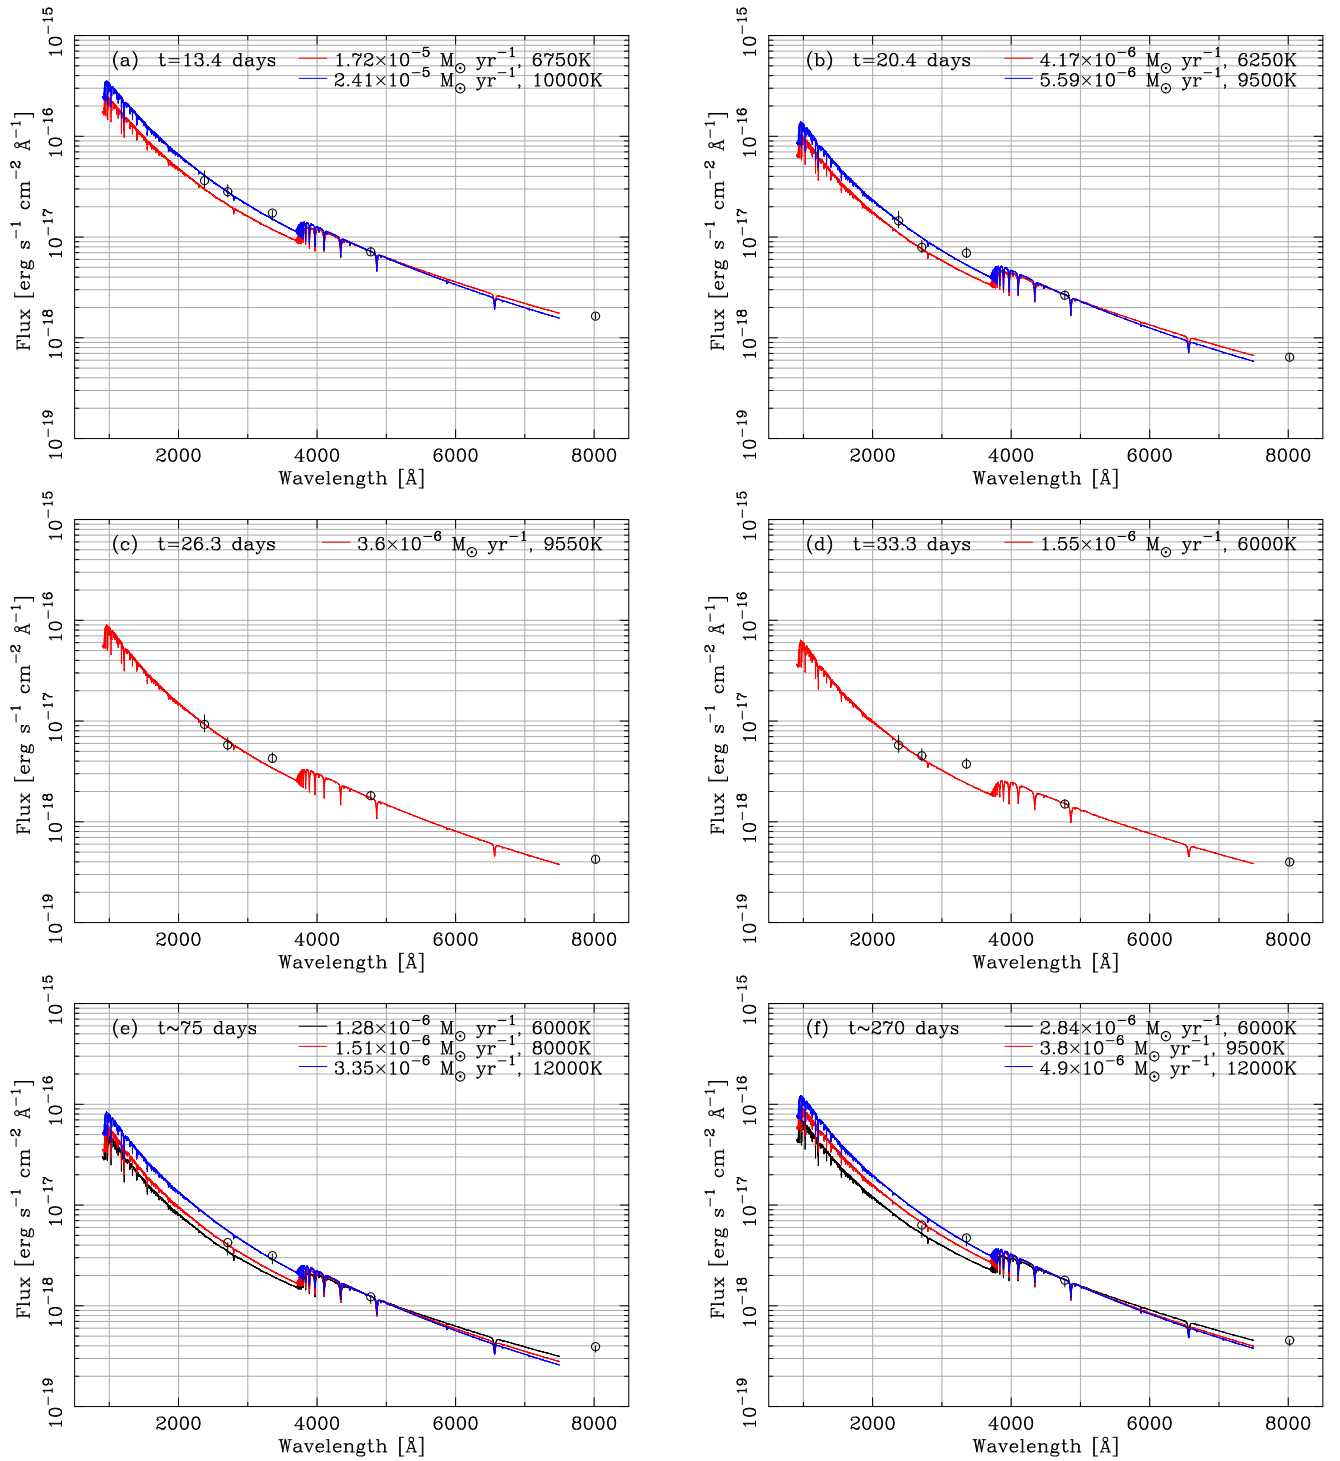 (a) t=13.4 days
1.72×10⁻⁵ M☉ yr⁻¹, 6750K
2.41×10⁻⁵ M☉ yr⁻¹, 10000K
Flux [erg s⁻¹ cm⁻² Å⁻¹]
10⁻¹⁵
10⁻¹⁶
10⁻¹⁷
10⁻¹⁸
10⁻¹⁹
2000 4000 6000 8000
Wavelength [Å]
(b) t=20.4 days
4.17×10⁻⁶ M☉ yr⁻¹, 6250K
5.59×10⁻⁶ M☉ yr⁻¹, 9500K
Flux [erg s⁻¹ cm⁻² Å⁻¹]
10⁻¹⁵
10⁻¹⁶
10⁻¹⁷
10⁻¹⁸
10⁻¹⁹
2000 4000 6000 8000
Wavelength [Å]
(c) t=26.3 days
3.6×10⁻⁶ M☉ yr⁻¹, 9550K
Flux [erg s⁻¹ cm⁻² Å⁻¹]
10⁻¹⁵
10⁻¹⁶
10⁻¹⁷
10⁻¹⁸
10⁻¹⁹
2000 4000 6000 8000
Wavelength [Å]
(d) t=33.3 days
1.55×10⁻⁶ M☉ yr⁻¹, 6000K
Flux [erg s⁻¹ cm⁻² Å⁻¹]
10⁻¹⁵
10⁻¹⁶
10⁻¹⁷
10⁻¹⁸
10⁻¹⁹
2000 4000 6000 8000
Wavelength [Å]
(e) t~75 days
1.28×10⁻⁶ M☉ yr⁻¹, 6000K
1.51×10⁻⁶ M☉ yr⁻¹, 8000K
3.35×10⁻⁶ M☉ yr⁻¹, 12000K
Flux [erg s⁻¹ cm⁻² Å⁻¹]
10⁻¹⁵
10⁻¹⁶
10⁻¹⁷
10⁻¹⁸
10⁻¹⁹
2000 4000 6000 8000
Wavelength [Å]
(f) t~270 days
2.84×10⁻⁶ M☉ yr⁻¹, 6000K
3.8×10⁻⁶ M☉ yr⁻¹, 9500K
4.9×10⁻⁶ M☉ yr⁻¹, 12000K
Flux [erg s⁻¹ cm⁻² Å⁻¹]
10⁻¹⁵
10⁻¹⁶
10⁻¹⁷
10⁻¹⁸
10⁻¹⁹
2000 4000 6000 8000
Wavelength [Å]